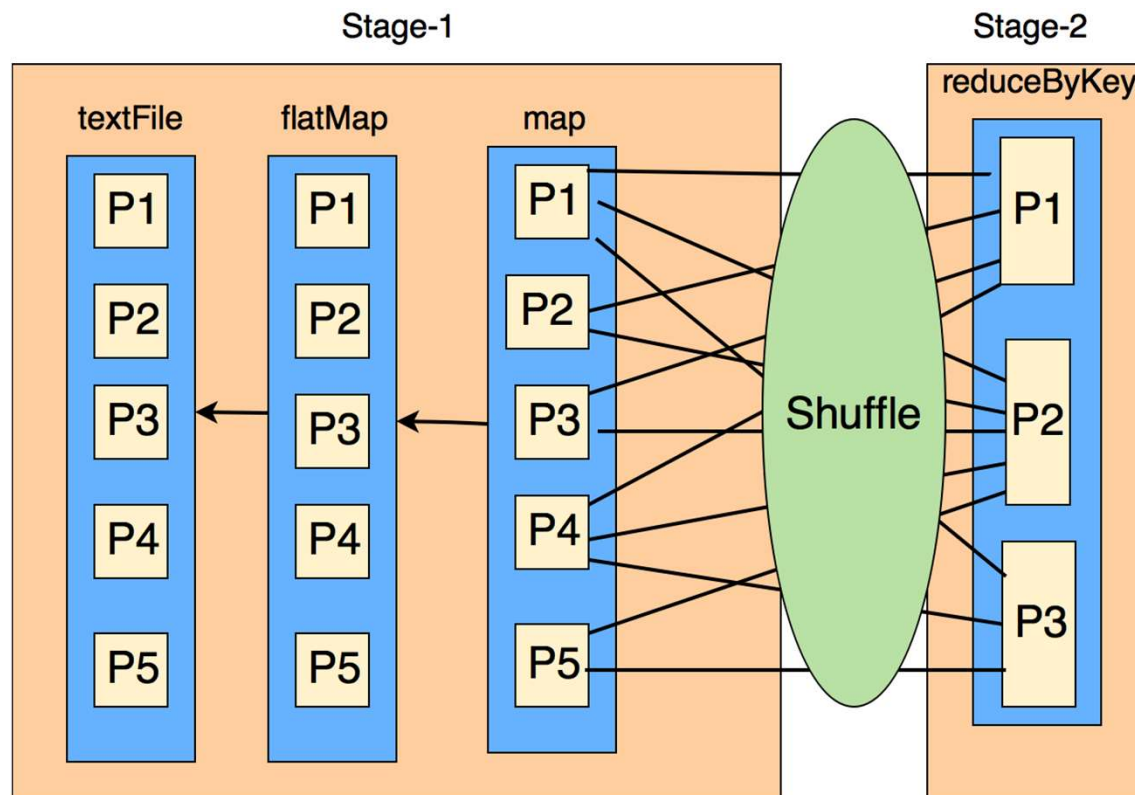 Stage-1
Stage-2
textFile
flatMap
map
reduceByKey
P1
P2
P3
P4
P5
P1
P2
P3
P4
P5
P1
P2
P3
P4
P5
Shuffle
P1
P2
P3